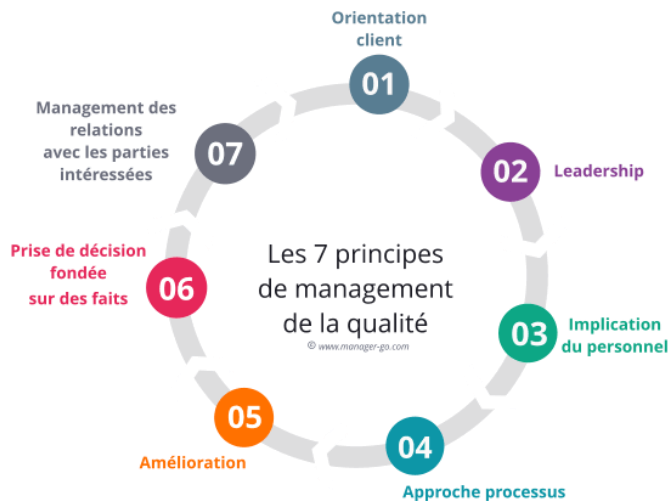 Orientation
client
01
02
Leadership
03
Implication
du personnel
04
Approche processus
05
Amélioration
06
Prise de décision
fondée
sur des faits
07
Management des
relations
avec les parties
intéressées
Les 7 principes
de management
de la qualité
© www.manager-go.com